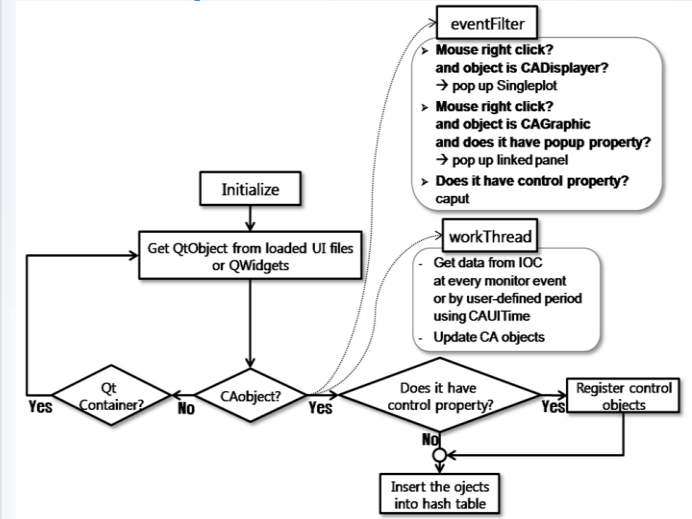 eventFilter
➢ Mouse right click?
and object is CADisplayer?
→ pop up Singleplot
➢ Mouse right click?
and object is CAGraphic
and does it have popup property?
→ pop up linked panel
➢ Does it have control property?
caput
Initialize
Get QtObject from loaded UI files
or QWidgets
workThread
- Get data from IOC
at every monitor event
or by user-defined period
using CAUITime
- Update CA objects
Qt
Container?
Yes
No
CAobject?
Yes
Does it have
control property?
Yes
Register control
objects
No
Insert the ojects
into hash table